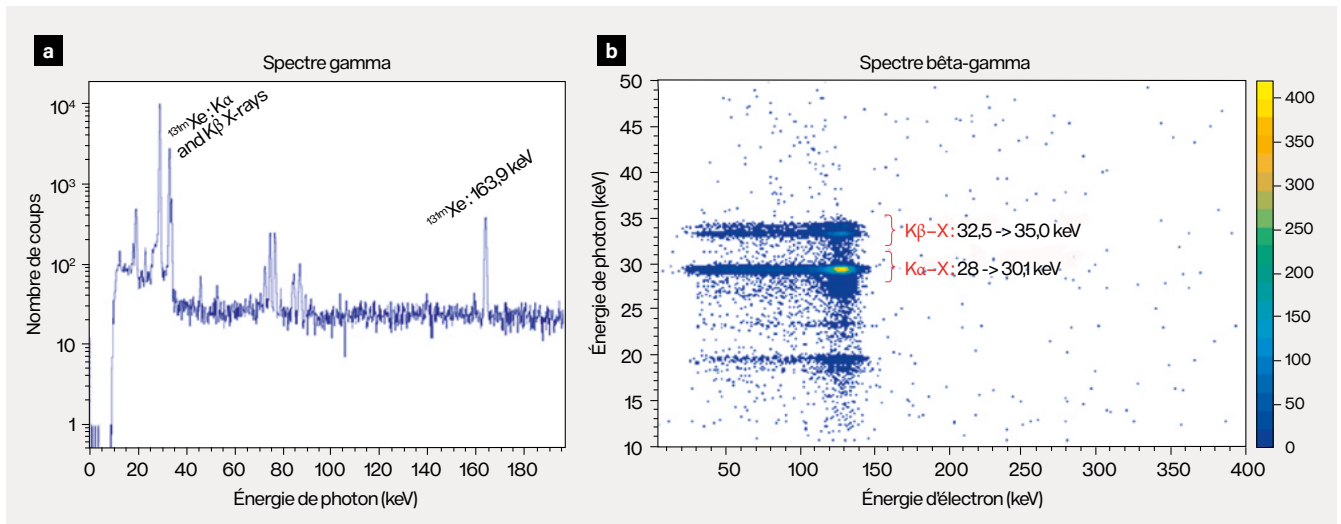 a
Spectre gamma
10⁴
10³
10²
10
1
Nombre de coups
¹³¹ᵐXe : Kα
and Kβ X-rays
¹³¹ᵐXe : 163,9 keV
0 20 40 60 80 100 120 140 160 180
Énergie de photon (keV)
b
Spectre bêta-gamma
50
45
40
35
30
25
20
15
10
Énergie de photon (keV)
Kβ–X : 32,5 -> 35,0 keV
Kα–X : 28 -> 30,1 keV
50 100 150 200 250 300 350 400
Énergie d'électron (keV)
400
350
300
250
200
150
100
50
0